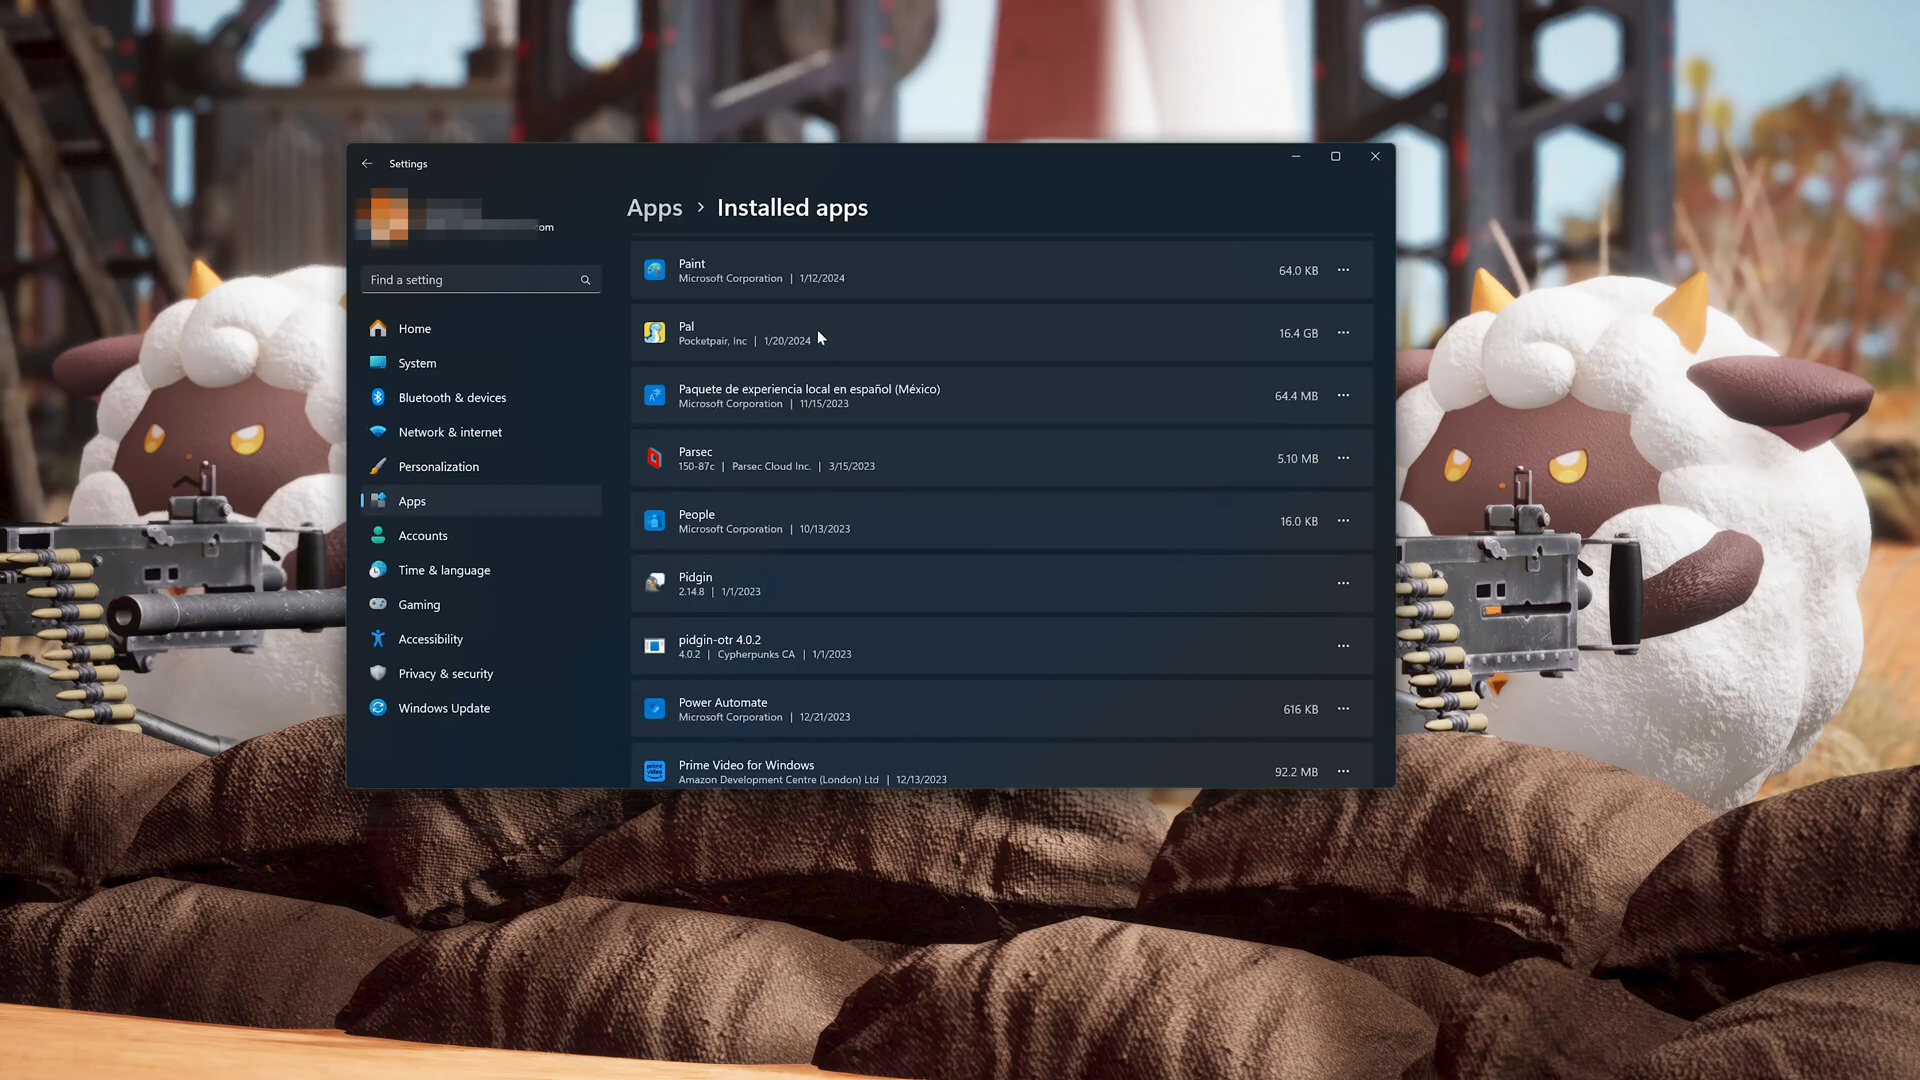 Settings
om
Find a setting
Home
System
Bluetooth & devices
Network & internet
Personalization
Apps
Accounts
Time & language
Gaming
Accessibility
Privacy & security
Windows Update
Apps > Installed apps
Paint
Microsoft Corporation | 1/12/2024
64.0 KB
Pal
Pocketpair, Inc | 1/20/2024
16.4 GB
Paquete de experiencia local en español (México)
Microsoft Corporation | 11/15/2023
64.4 MB
Parsec
150-87c | Parsec Cloud Inc. | 3/15/2023
5.10 MB
People
Microsoft Corporation | 10/13/2023
16.0 KB
Pidgin
2.14.8 | 1/1/2023
pidgin-otr 4.0.2
4.0.2 | Cypherpunks CA | 1/1/2023
Power Automate
Microsoft Corporation | 12/21/2023
616 KB
prime video
Prime Video for Windows
Amazon Development Centre (London) Ltd | 12/13/2023
92.2 MB